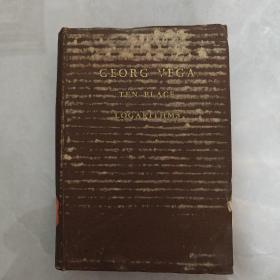 GEORG VEGA
TEN PLACE
LOGARITHMS